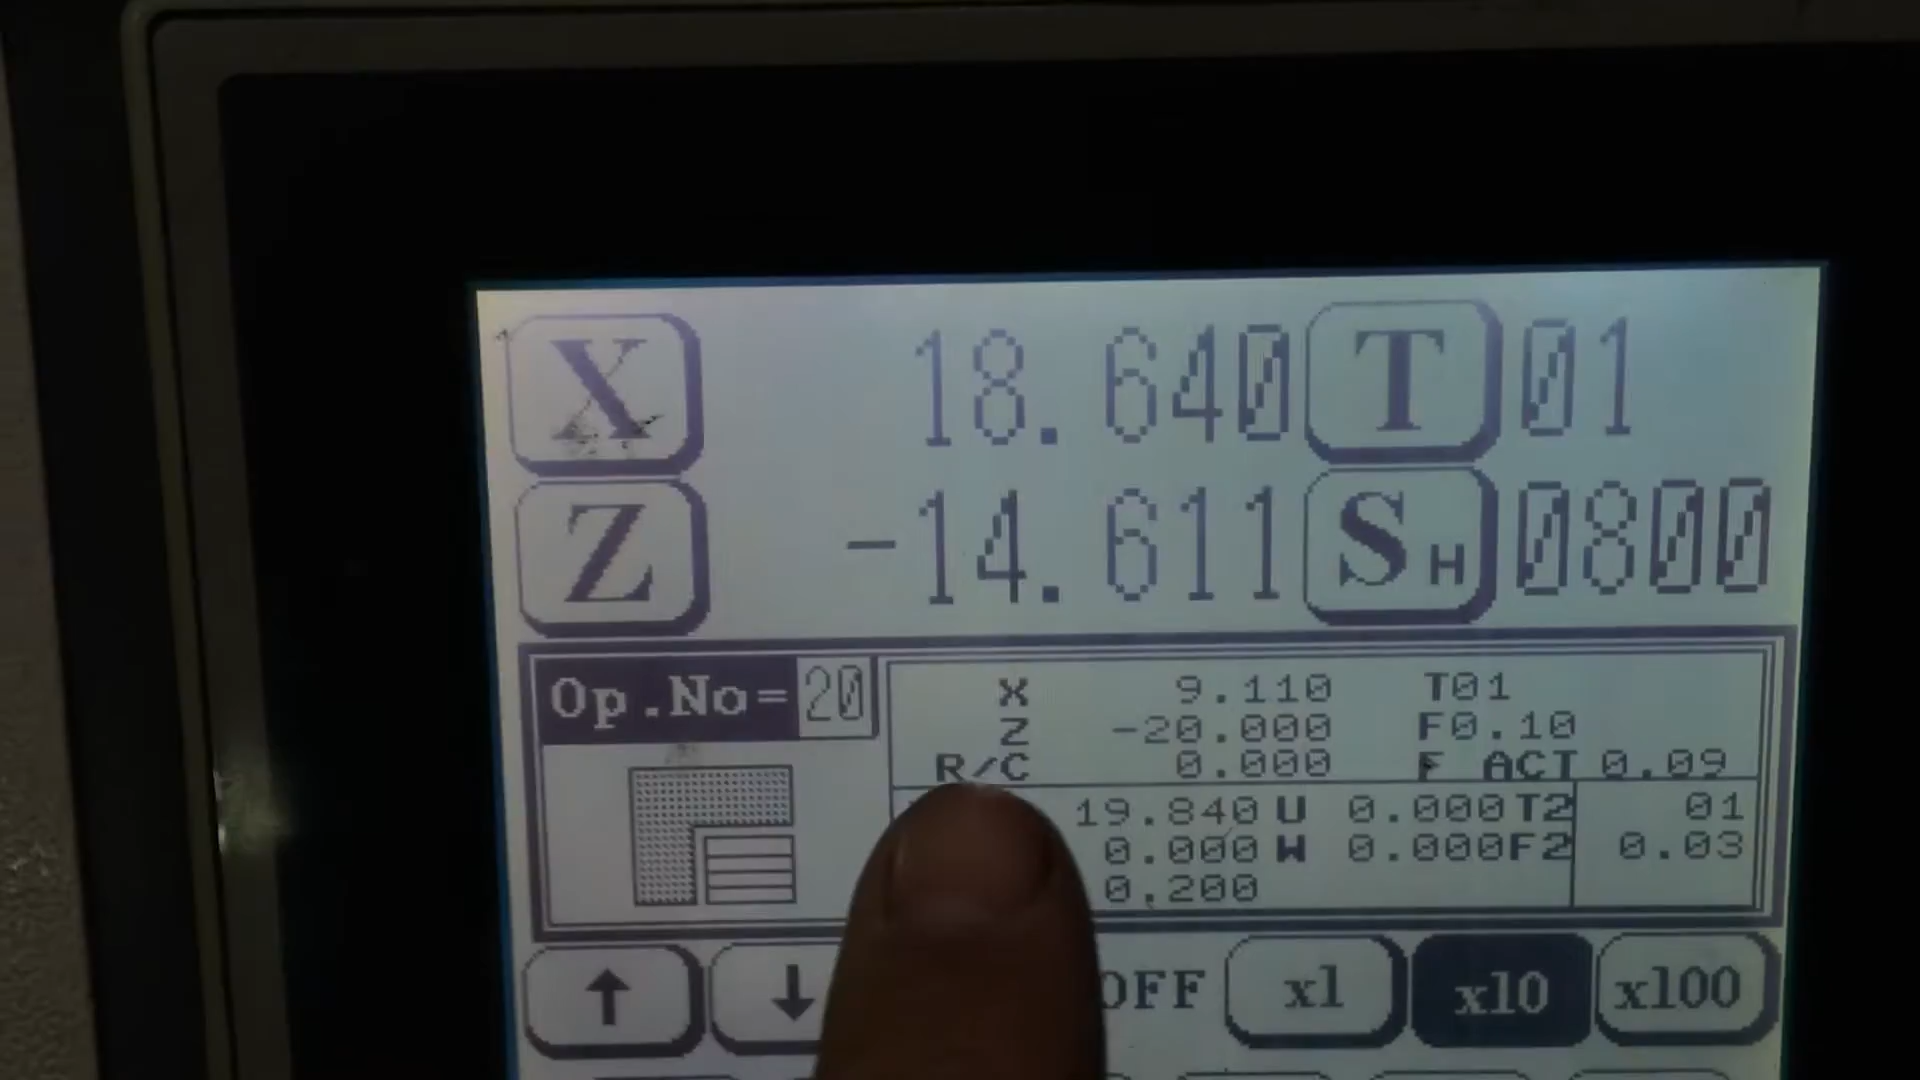 X 18.640 T 01
Z -14.611 S H 0800
Op.No= 20
X 9.110 T01
Z -20.000 F0.10
R/C 0.000 F ACT 0.09
19.840 U 0.000 T2 01
0.000 W 0.000 F2 0.03
0.200
↑ ↓ OFF x1 x10 x100